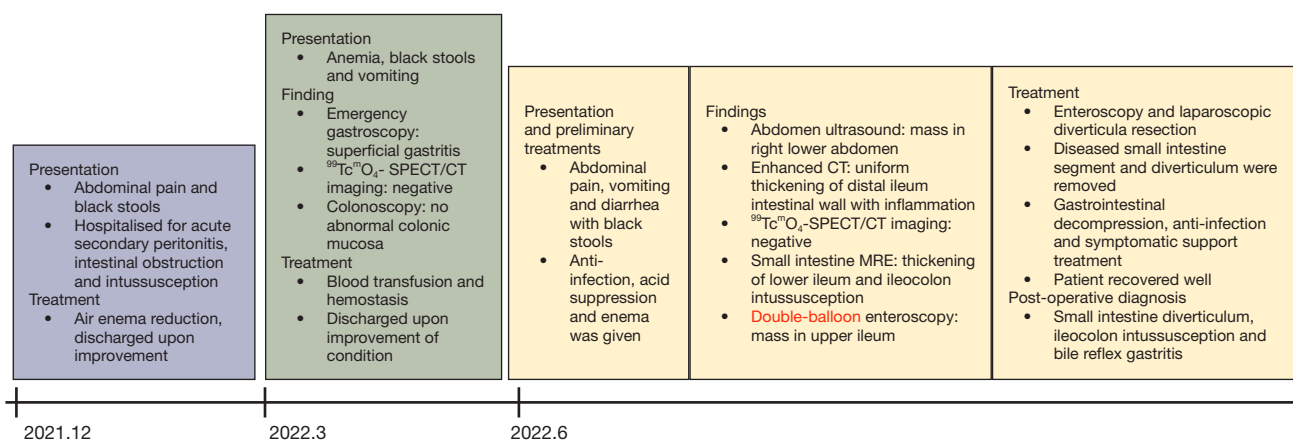 Presentation
• Abdominal pain and
black stools
• Hospitalised for acute
secondary peritonitis,
intestinal obstruction
and intussusception
Treatment
• Air enema reduction,
discharged upon
improvement
Presentation
• Anemia, black stools
and vomiting
Finding
• Emergency
gastroscopy:
superficial gastritis
• ⁹⁹TcᵐO₄- SPECT/CT
imaging: negative
• Colonoscopy: no
abnormal colonic
mucosa
Treatment
• Blood transfusion and
hemostasis
• Discharged upon
improvement of
condition
Presentation
and preliminary
treatments
• Abdominal
pain, vomiting
and diarrhea
with black
stools
• Anti-
infection, acid
suppression
and enema
was given
Findings
• Abdomen ultrasound: mass in
right lower abdomen
• Enhanced CT: uniform
thickening of distal ileum
intestinal wall with inflammation
• ⁹⁹TcᵐO₄-SPECT/CT imaging:
negative
• Small intestine MRE: thickening
of lower ileum and ileocolon
intussusception
• Double-balloon enteroscopy:
mass in upper ileum
Treatment
• Enteroscopy and laparoscopic
diverticula resection
• Diseased small intestine
segment and diverticulum were
removed
• Gastrointestinal
decompression, anti-infection
and symptomatic support
treatment
• Patient recovered well
Post-operative diagnosis
• Small intestine diverticulum,
ileocolon intussusception and
bile reflex gastritis
2021.12
2022.3
2022.6